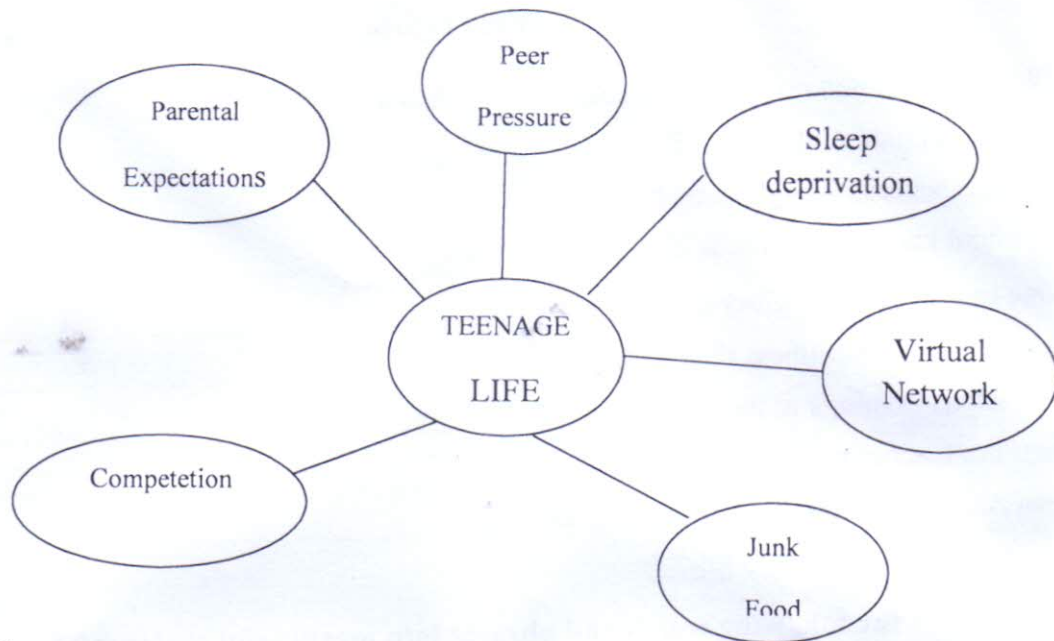 Peer
Pressure
Parental
Expectations
Sleep
deprivation
TEENAGE
LIFE
Virtual
Network
Competetion
Junk
Food